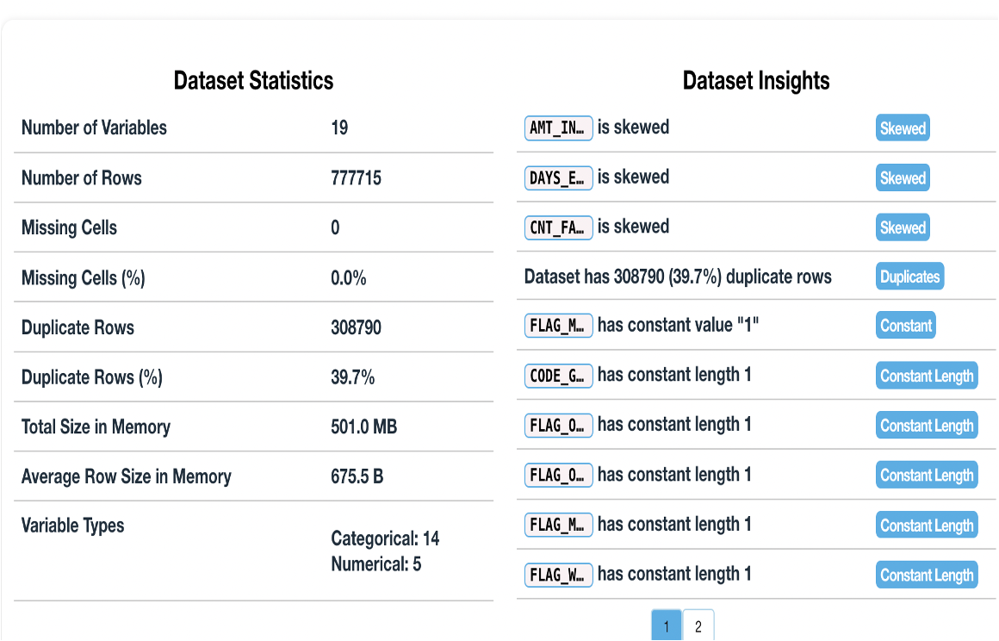 Dataset Statistics
Number of Variables 19
Number of Rows 777715
Missing Cells 0
Missing Cells (%) 0.0%
Duplicate Rows 308790
Duplicate Rows (%) 39.7%
Total Size in Memory 501.0 MB
Average Row Size in Memory 675.5 B
Variable Types
Categorical: 14
Numerical: 5
Dataset Insights
AMT_IN… is skewed Skewed
DAYS_E… is skewed Skewed
CNT_FA… is skewed Skewed
Dataset has 308790 (39.7%) duplicate rows Duplicates
FLAG_M… has constant value "1" Constant
CODE_G… has constant length 1 Constant Length
FLAG_O… has constant length 1 Constant Length
FLAG_O… has constant length 1 Constant Length
FLAG_M… has constant length 1 Constant Length
FLAG_W… has constant length 1 Constant Length
1 2